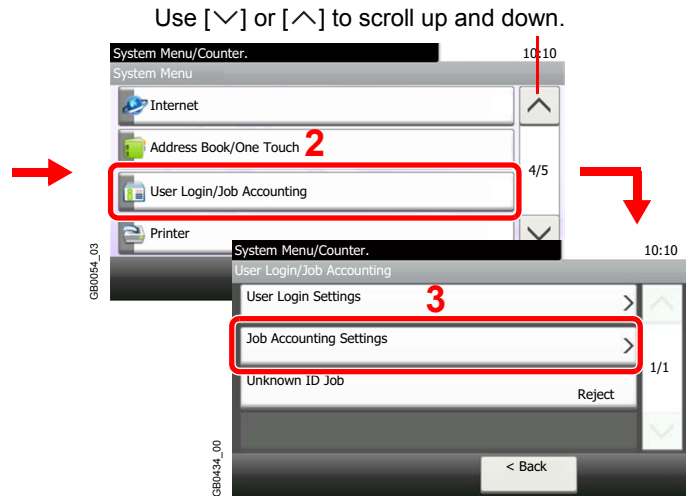 Use [∨] or [∧] to scroll up and down.
System Menu/Counter.
10:10
System Menu
Internet
Address Book/One Touch
2
User Login/Job Accounting
4/5
Printer
GB0054_03
System Menu/Counter.
10:10
User Login/Job Accounting
User Login Settings
3
Job Accounting Settings
1/1
Unknown ID Job
Reject
< Back
GB0434_00